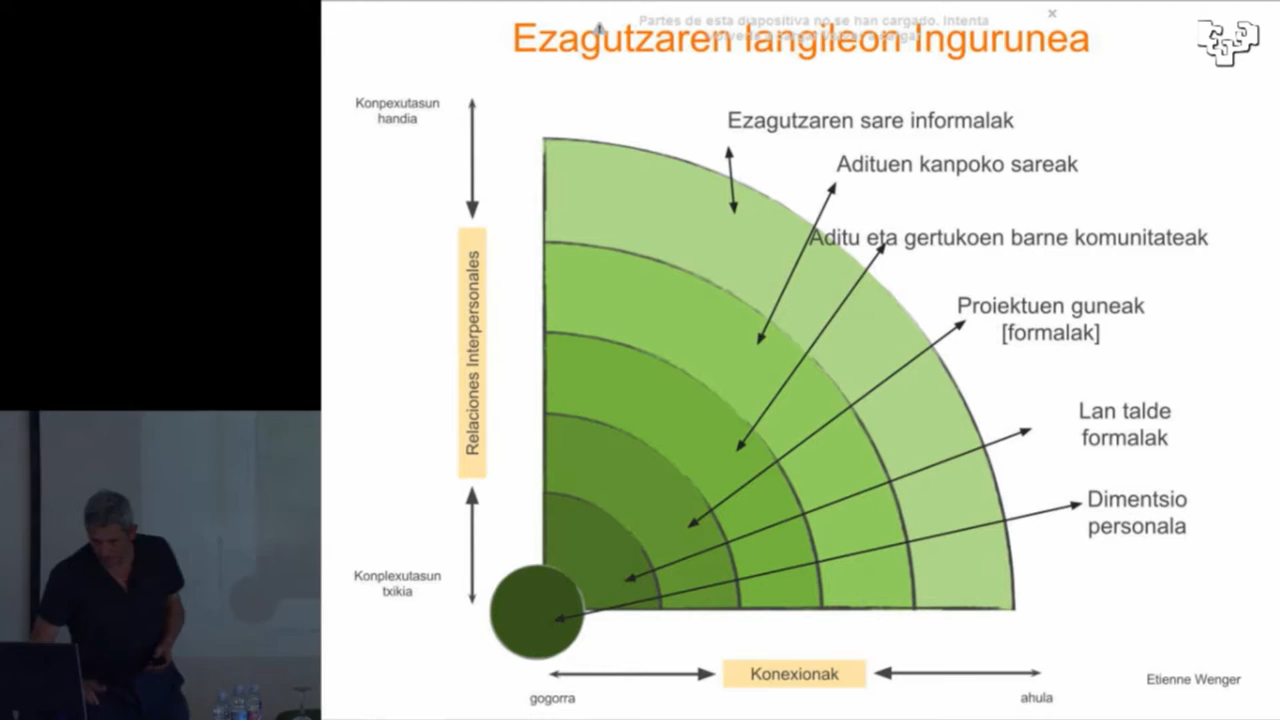 Partes de esta diapositiva no se han cargado. Intenta
Ezagutzaren langileon Ingurunea
Konpexutasun
handia
Ezagutzaren sare informalak
Adituen kanpoko sareak
Aditu eta gertukoen barne komunitateak
Relaciones Interpersonales
Proiektuen guneak
[formalak]
Lan talde
formalak
Dimentsio
personala
Konplexutasun
txikia
Konexionak
gogorra
ahula
Etienne Wenger